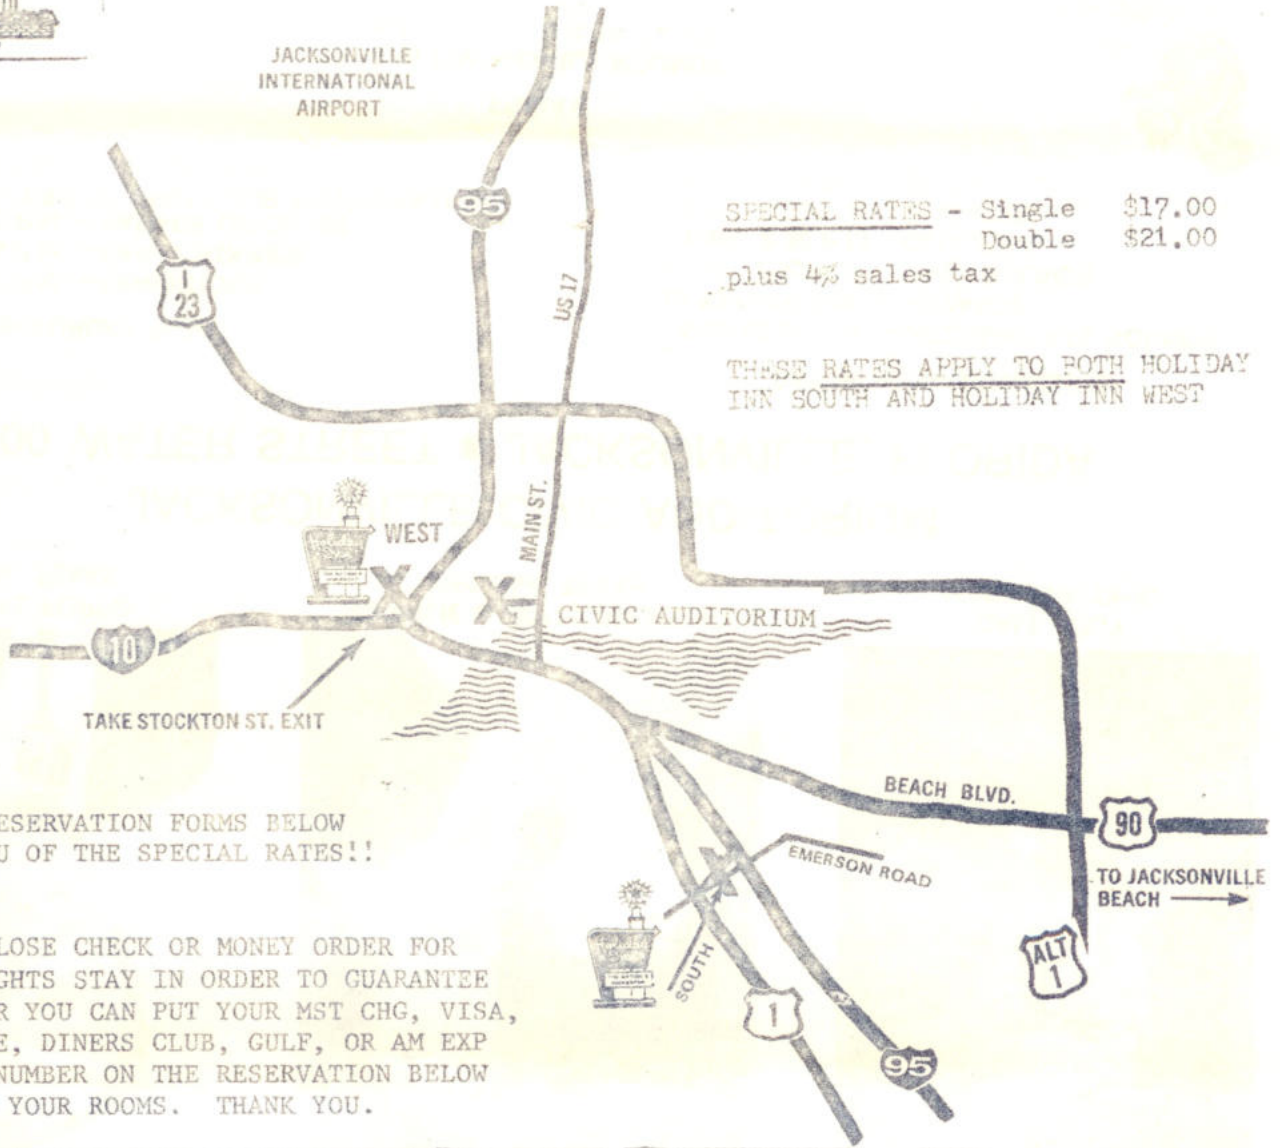 JACKSONVILLE
INTERNATIONAL
AIRPORT
95
SPECIAL RATES - Single $17.00
Double $21.00
plus 4% sales tax
I
23
US 17
THESE RATES APPLY TO BOTH HOLIDAY
INN SOUTH AND HOLIDAY INN WEST
MAIN ST.
WEST
X
X
CIVIC AUDITORIUM
10
TAKE STOCKTON ST. EXIT
BEACH BLVD.
90
ESERVATION FORMS BELOW
U OF THE SPECIAL RATES!!
EMERSON ROAD
X
TO JACKSONVILLE
BEACH
SOUTH
ALT
1
LOSE CHECK OR MONEY ORDER FOR
GHTS STAY IN ORDER TO GUARANTEE
R YOU CAN PUT YOUR MST CHG, VISA,
E, DINERS CLUB, GULF, OR AM EXP
NUMBER ON THE RESERVATION BELOW
YOUR ROOMS. THANK YOU.
1
95